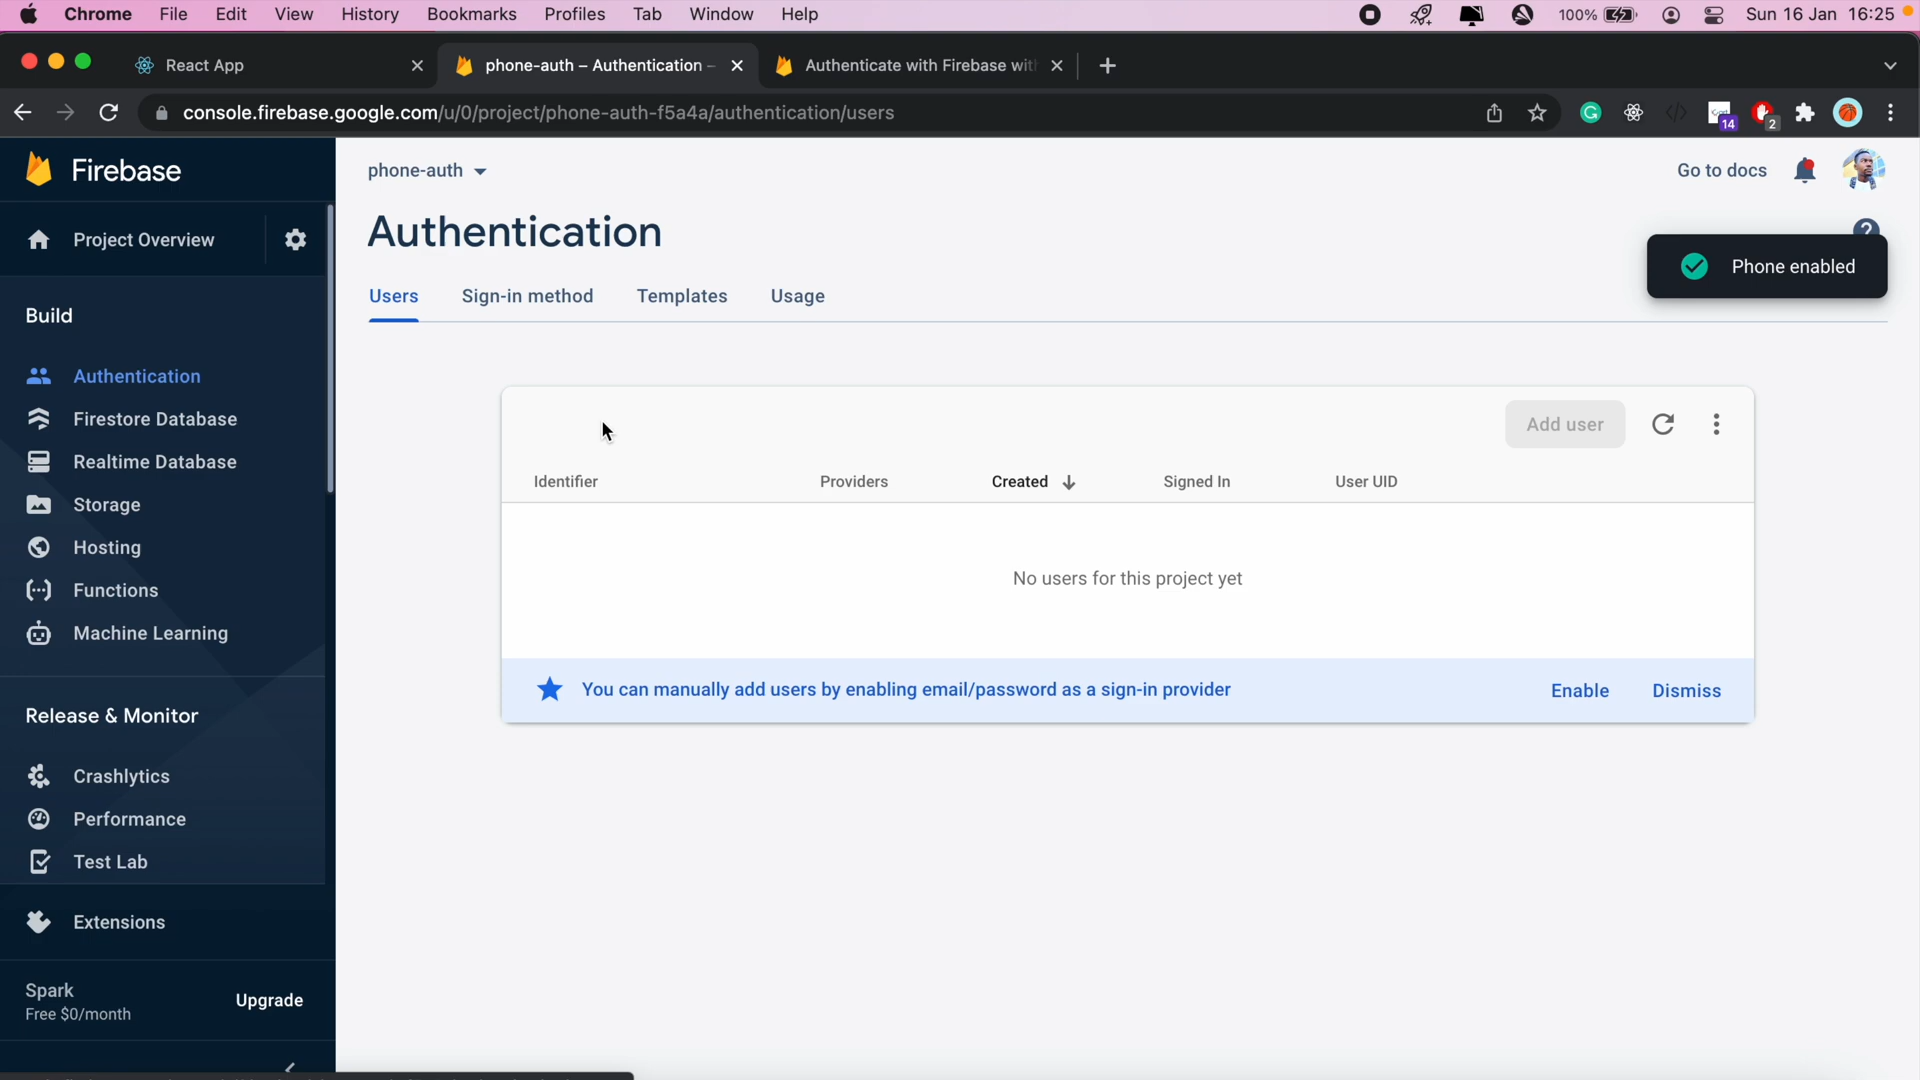 Chrome File Edit View History Bookmarks Profiles Tab Window Help 100% Sun 16 Jan 16:25
React App phone-auth – Authentication – Authenticate with Firebase wit
console.firebase.google.com/u/0/project/phone-auth-f5a4a/authentication/users 14 2
Firebase
phone-auth
Go to docs
Project Overview
Authentication
?
Phone enabled
Users Sign-in method Templates Usage
Build
Authentication
Firestore Database
Realtime Database
Storage
Hosting
Functions
Machine Learning
Add user
Identifier Providers Created Signed In User UID
No users for this project yet
You can manually add users by enabling email/password as a sign-in provider Enable Dismiss
Release & Monitor
Crashlytics
Performance
Test Lab
Extensions
Spark
Free $0/month
Upgrade